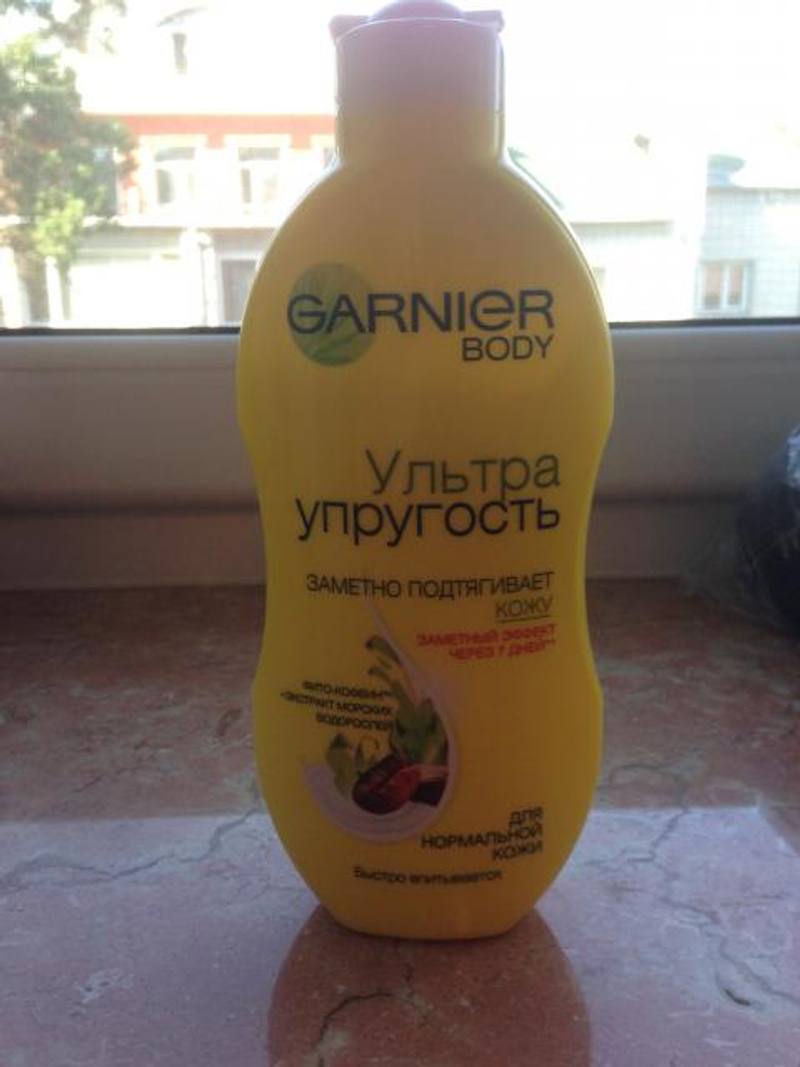 GARNIER
BODY
Ультра
упругость
ЗАМЕТНО ПОДТЯГИВАЕТ
КОЖУ
ЗАМЕТНЫЙ ЭФФЕКТ
ЧЕРЕЗ 7 ДНЕЙ**
ФИТО-КОФЕИН™
+ЭКСТРАКТ МОРСКИХ
ВОДОРОСЛЕЙ
ДЛЯ
НОРМАЛЬНОЙ
КОЖИ
Быстро впитывается